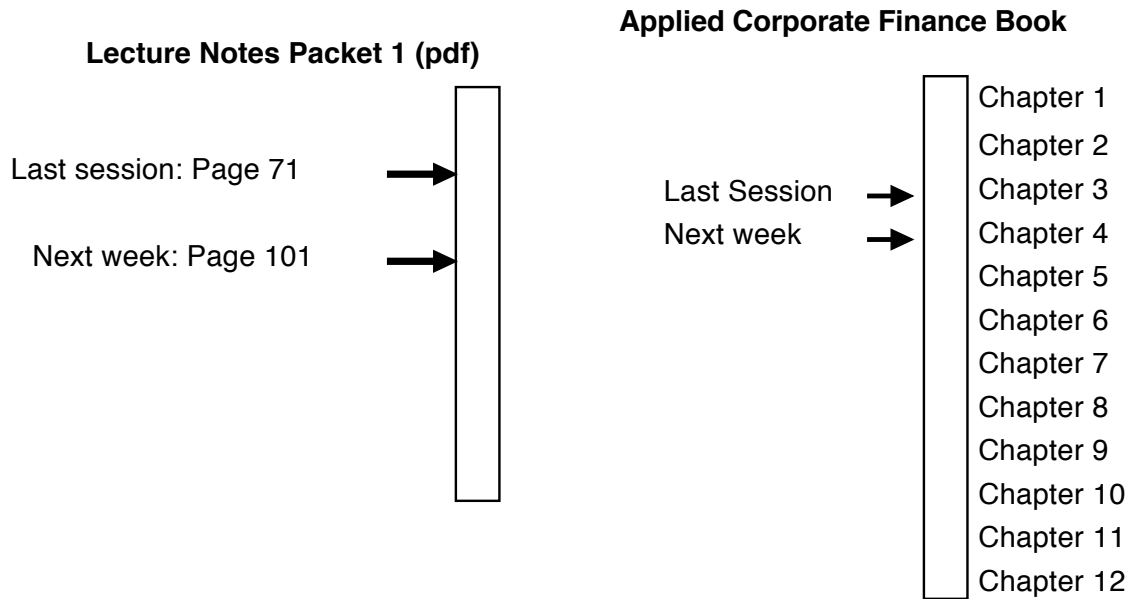 Lecture Notes Packet 1 (pdf)
Last session: Page 71
Next week: Page 101
Applied Corporate Finance Book
Last Session
Next week
Chapter 1
Chapter 2
Chapter 3
Chapter 4
Chapter 5
Chapter 6
Chapter 7
Chapter 8
Chapter 9
Chapter 10
Chapter 11
Chapter 12